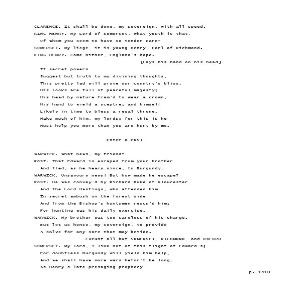 CLARENCE. It shall be done, my sovereign, with all speed.
KING HENRY. My Lord of Somerset, what youth is that,
Of whom you seem to have so tender care?
SOMERSET. My liege, it is young Henry, Earl of Richmond.
KING HENRY. Come hither, England's hope.
[Lays his hand on his head]
If secret powers
Suggest but truth to my divining thoughts,
This pretty lad will prove our country's bliss.
His looks are full of peaceful majesty;
His head by nature fram'd to wear a crown,
His hand to wield a sceptre; and himself
Likely in time to bless a regal throne.
Make much of him, my lords; for this is he
Must help you more than you are hurt by me.
Enter a POST
WARWICK. What news, my friend?
POST. That Edward is escaped from your brother
And fled, as he hears since, to Burgundy.
WARWICK. Unsavoury news! But how made he escape?
POST. He was convey'd by Richard Duke of Gloucester
And the Lord Hastings, who attended him
In secret ambush on the forest side
And from the Bishop's huntsmen rescu'd him;
For hunting was his daily exercise.
WARWICK. My brother was too careless of his charge.
But let us hence, my sovereign, to provide
A salve for any sore that may betide.
Exeunt all but SOMERSET, RICHMOND, and OXFORD
SOMERSET. My lord, I like not of this flight of Edward's;
For doubtless Burgundy will yield him help,
And we shall have more wars befor't be long.
As Henry's late presaging prophecy